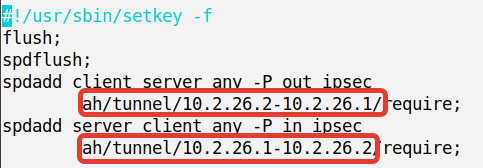 #!/usr/sbin/setkey -f
flush;
spdflush;
spdadd client server any -P out ipsec
ah/tunnel/10.2.26.2-10.2.26.1/require;
spdadd server client any -P in ipsec
ah/tunnel/10.2.26.1-10.2.26.2/require;